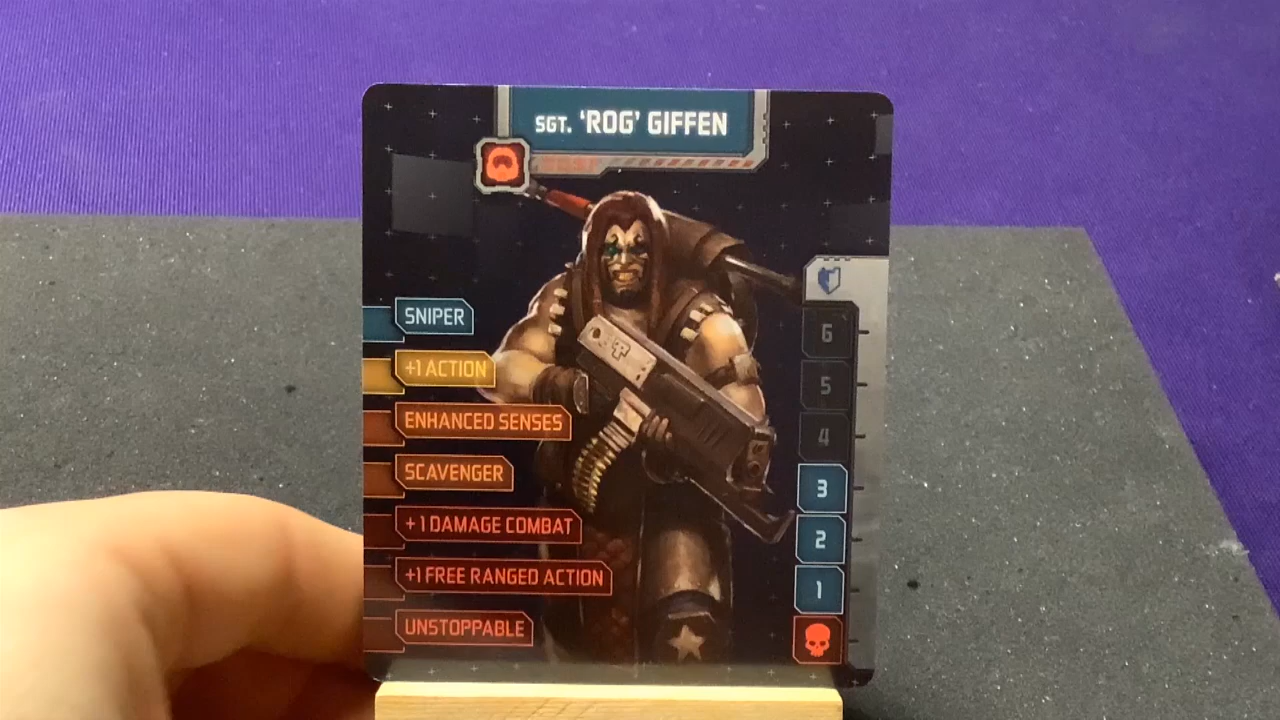 SGT. 'ROG' GIFFEN
SNIPER
+1 ACTION
ENHANCED SENSES
SCAVENGER
+1 DAMAGE COMBAT
+1 FREE RANGED ACTION
UNSTOPPABLE
6
5
4
3
2
1